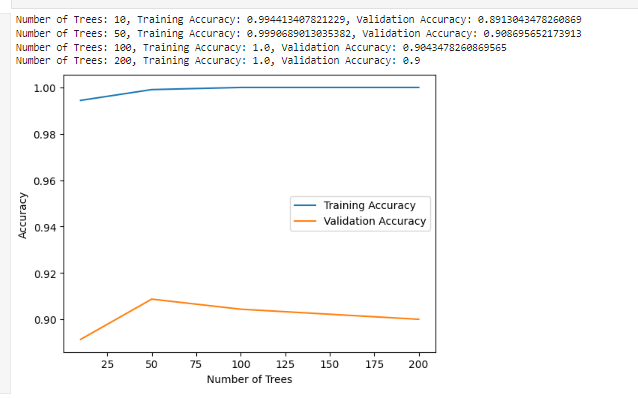 Number of Trees: 10, Training Accuracy: 0.994413407821229, Validation Accuracy: 0.8913043478260869
Number of Trees: 50, Training Accuracy: 0.9990689013035382, Validation Accuracy: 0.908695652173913
Number of Trees: 100, Training Accuracy: 1.0, Validation Accuracy: 0.9043478260869565
Number of Trees: 200, Training Accuracy: 1.0, Validation Accuracy: 0.9
1.00
0.98
0.96
0.94
0.92
0.90
Accuracy
Training Accuracy
Validation Accuracy
25 50 75 100 125 150 175 200
Number of Trees